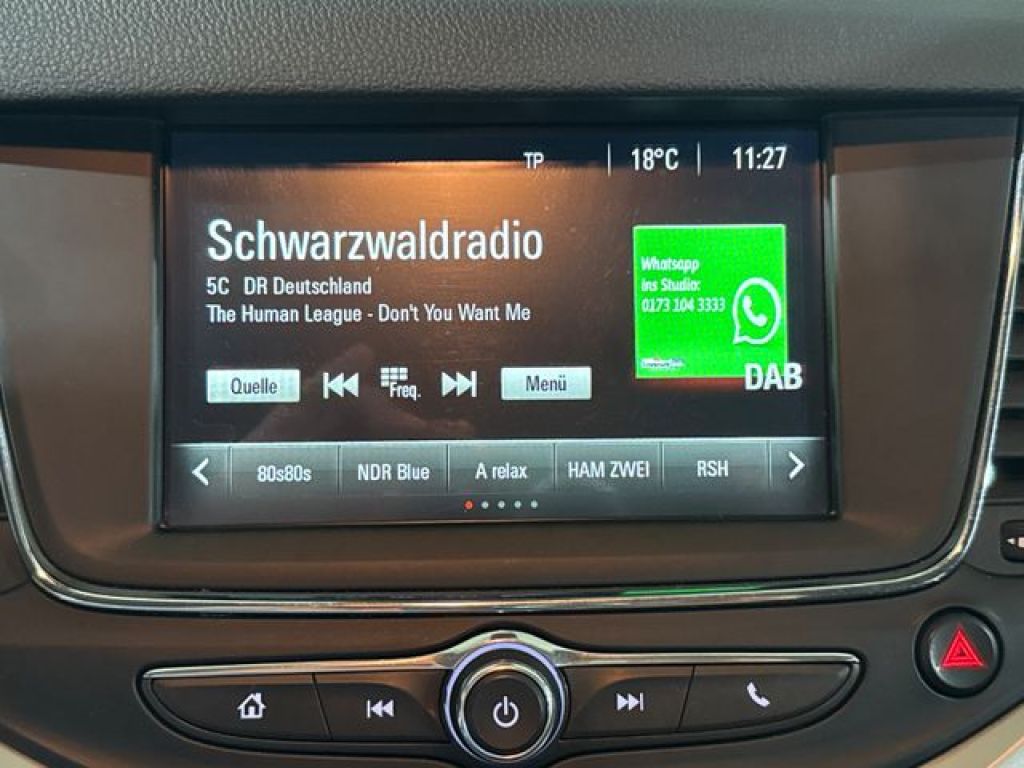 TP 18°C 11:27
Schwarzwaldradio
5C DR Deutschland
The Human League - Don't You Want Me
Whatsapp
ins Studio:
0173 104 3333
DAB
Quelle Freq. Menü
80s80s NDR Blue A relax HAM ZWEI RSH